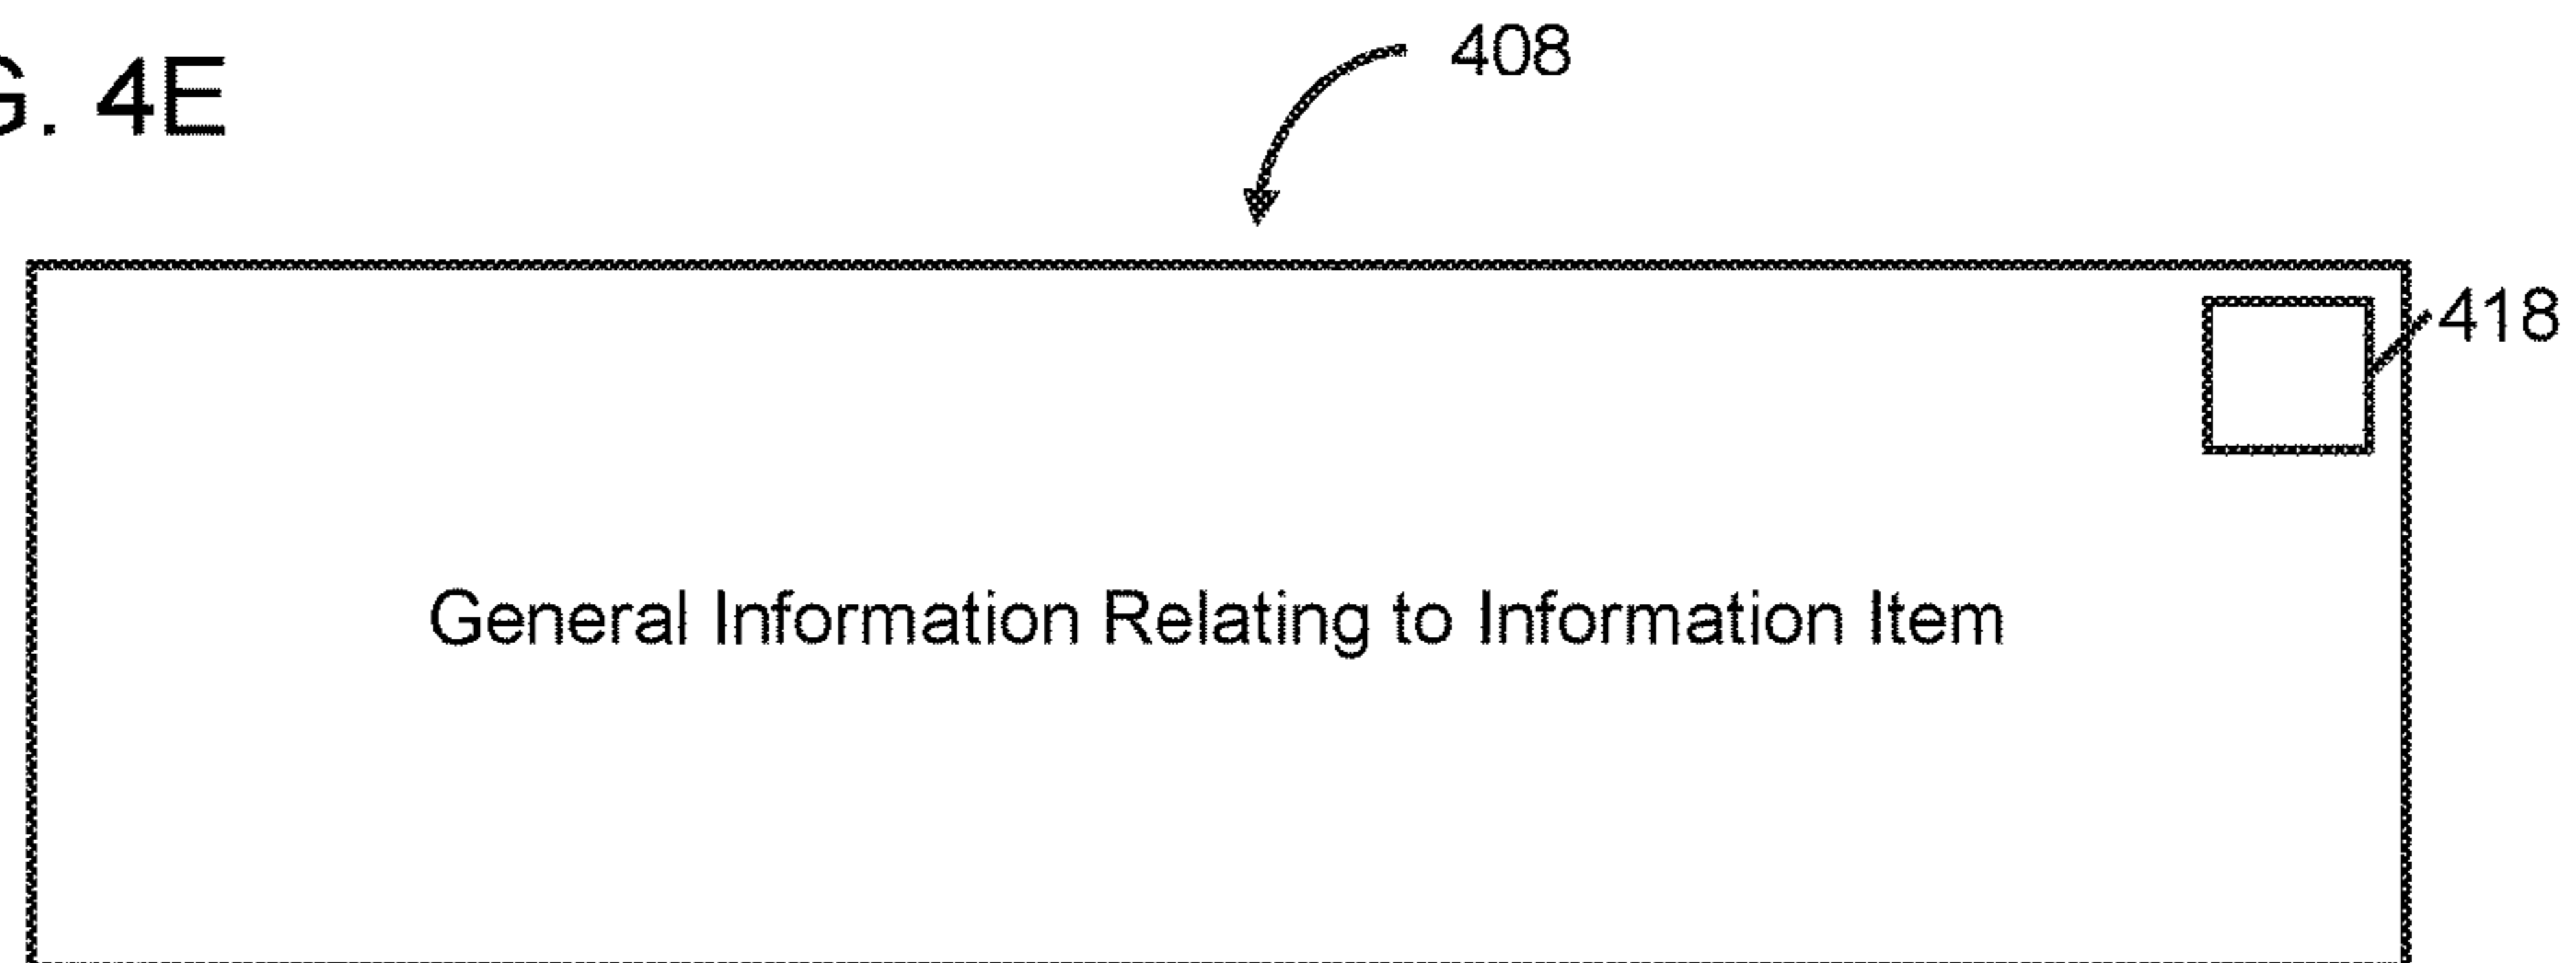 G. 4E
408
418
General Information Relating to Information Item